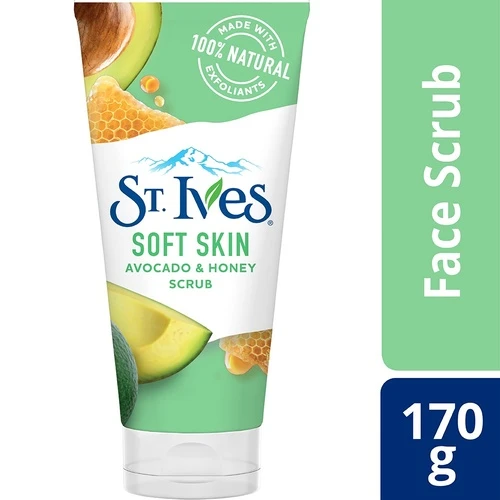 MADE WITH
100% NATURAL
EXFOLIANTS
ST. IVES®
SOFT SKIN
AVOCADO & HONEY
SCRUB
Face Scrub
170
g